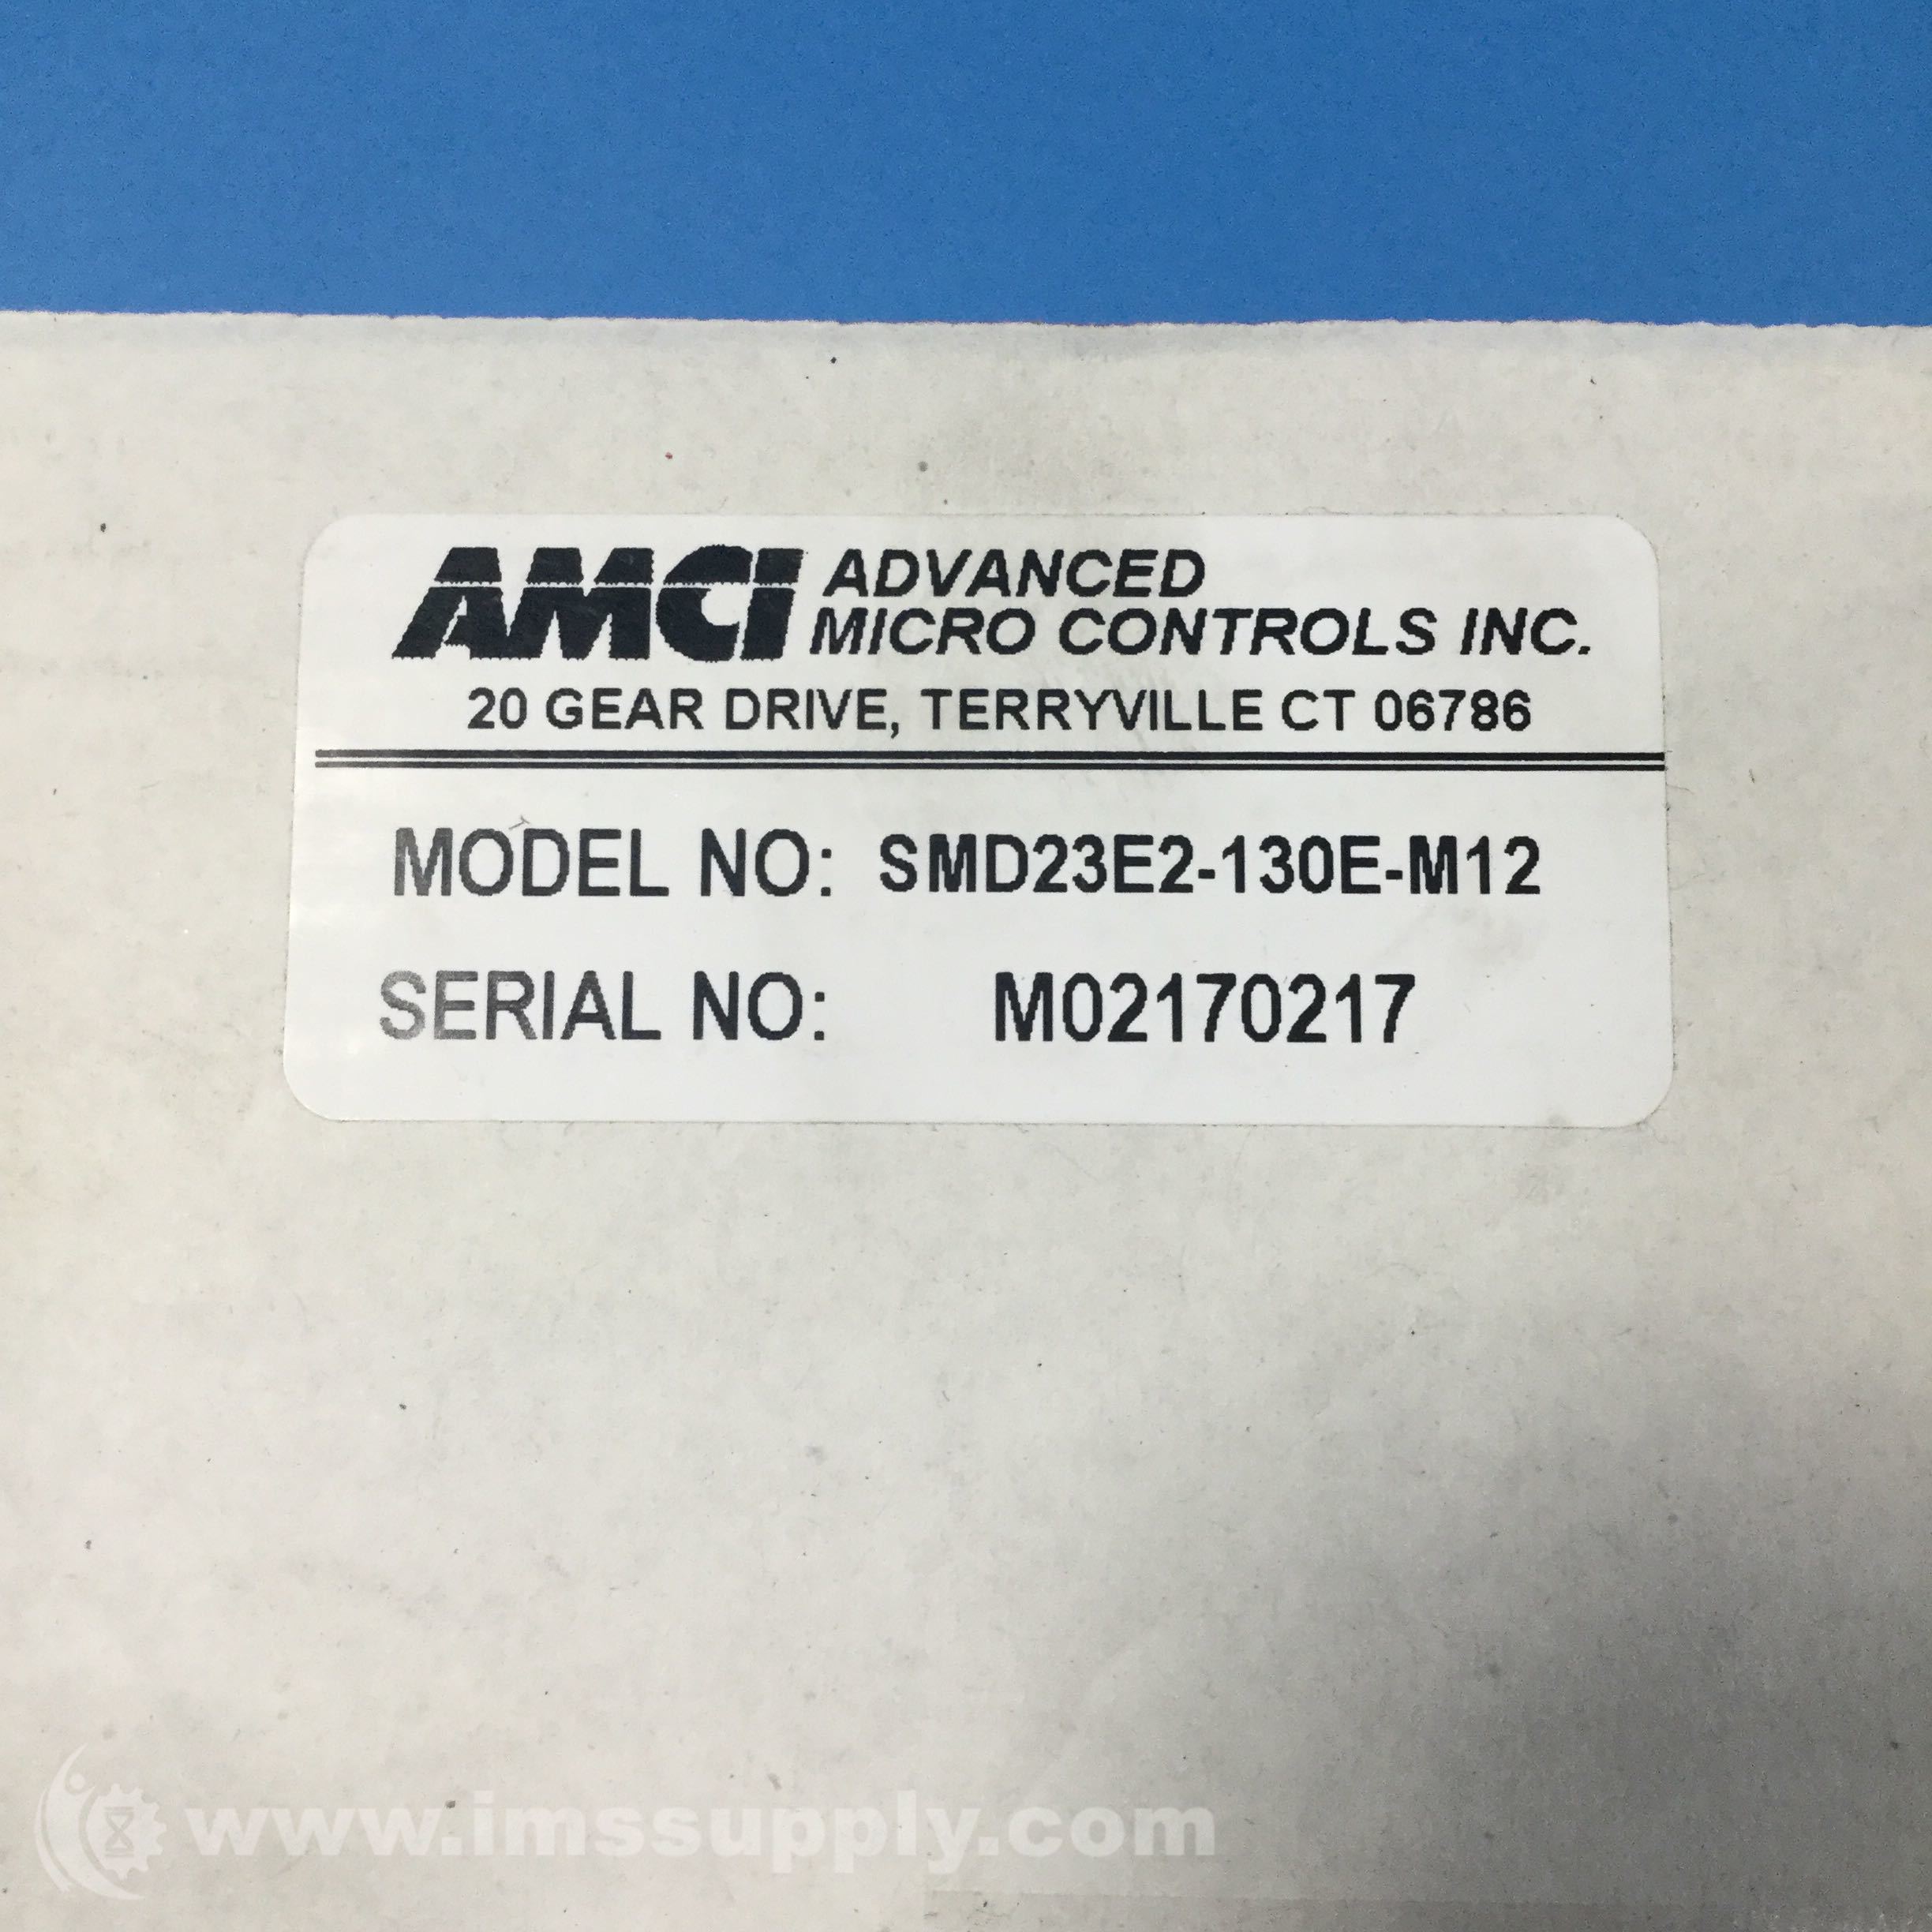 AMCI ADVANCED
MICRO CONTROLS INC.
20 GEAR DRIVE, TERRYVILLE CT 06786
MODEL NO: SMD23E2-130E-M12
SERIAL NO: M02170217
www.imssupply.com